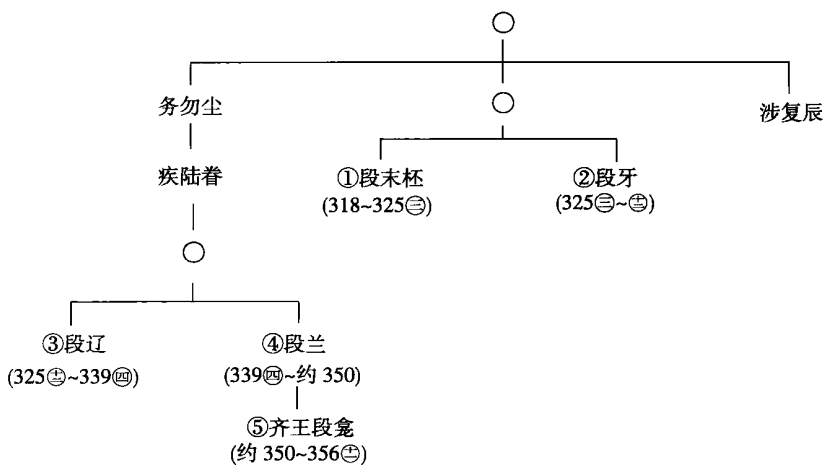 务勿尘
涉复辰
疾陆眷
①段末柸
(318~325㊂)
②段牙
(325㊂~十二)
③段辽
(325十二~339㊃)
④段兰
(339㊃~约 350)
⑤齐王段龛
(约 350~356十一)